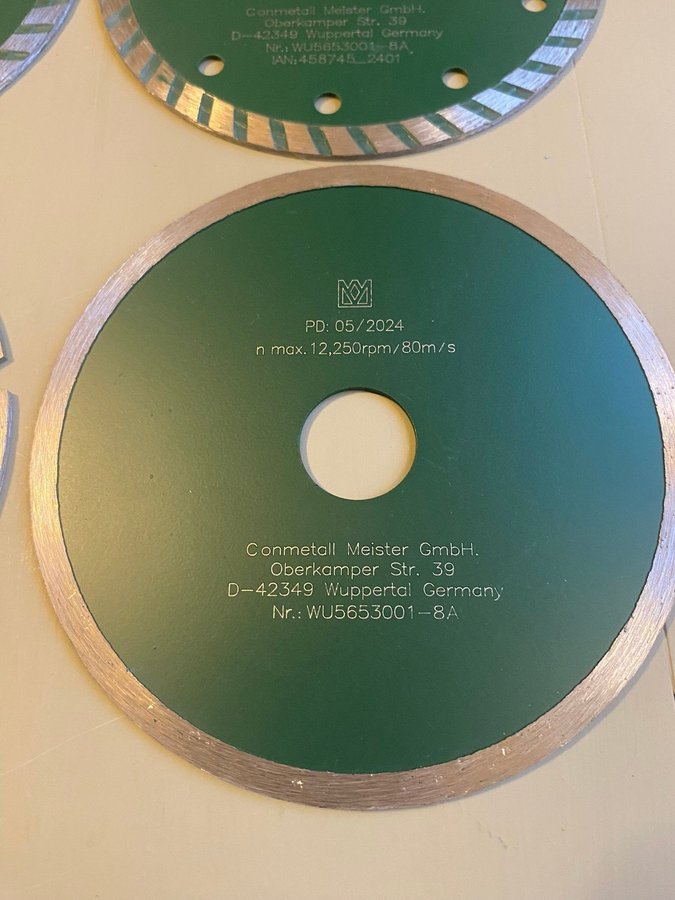 Conmetall Meister GmbH.
Oberkamper Str. 39
D-42349 Wuppertal Germany
Nr.: WU5653001-8A
IAN: 458745_2401
PD: 05/2024
n max. 12,250rpm/80m/s
Conmetall Meister GmbH.
Oberkamper Str. 39
D-42349 Wuppertal Germany
Nr.: WU5653001-8A